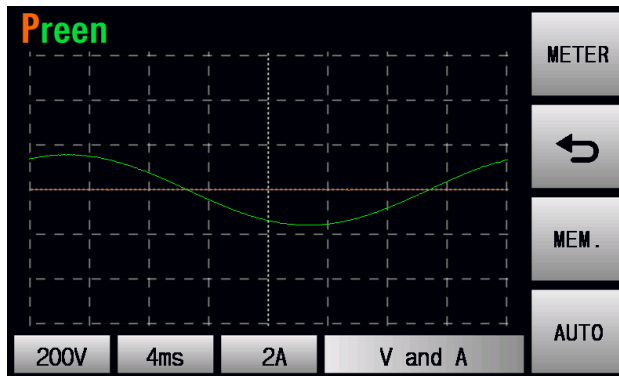 Preen
METER
MEM.
AUTO
200V
4ms
2A
V and A